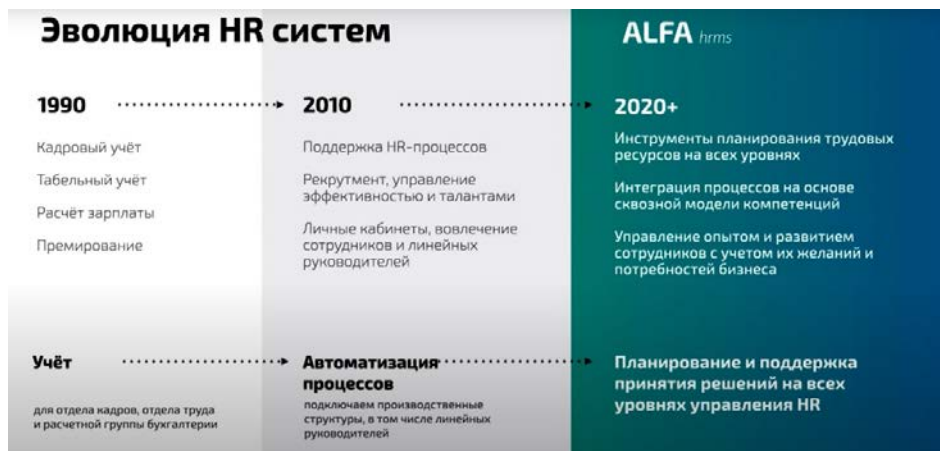 Эволюция HR систем
ALFA hrms
1990
Кадровый учёт
Табельный учёт
Расчёт зарплаты
Премирование
2010
Поддержка HR-процессов
Рекрутмент, управление
эффективностью и талантами
Личные кабинеты, вовлечение
сотрудников и линейных
руководителей
2020+
Инструменты планирования трудовых
ресурсов на всех уровнях
Интеграция процессов на основе
сквозной модели компетенций
Управление опытом и развитием
сотрудников с учетом их желаний и
потребностей бизнеса
Учёт
для отдела кадров, отдела труда
и расчетной группы бухгалтерии
Автоматизация
процессов
подключаем производственные
структуры, в том числе линейных
руководителей
Планирование и поддержка
принятия решений на всех
уровнях управления HR